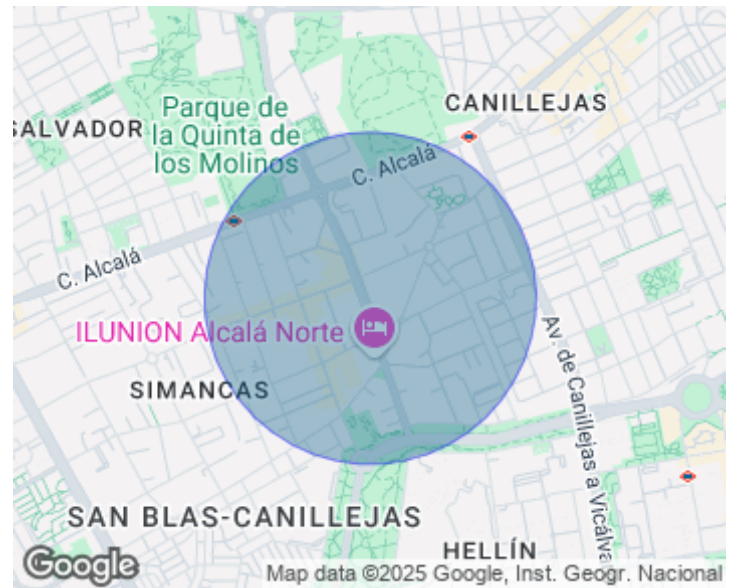 CANILLEJAS
Parque de
la Quinta de
los Molinos
SALVADOR
C. Alcalá
C. Alcalá
ILUNION Alcalá Norte
SIMANCAS
Av. de Canillejas a Vicálva
SAN BLAS-CANILLEJAS
HELLÍN
Google
Map data ©2025 Google, Inst. Geogr. Nacional